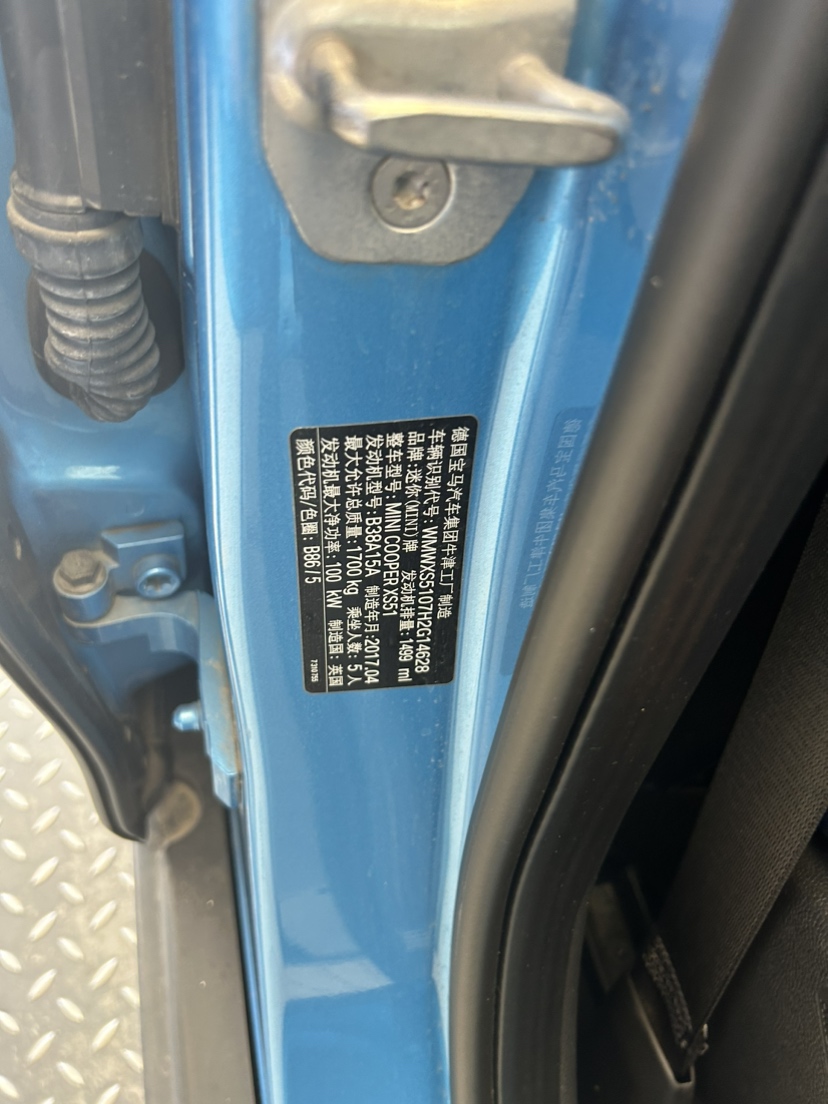 德国宝马汽车集团牛津工厂制造
车辆识别代号: WMWXS5107H2G14628
品牌:迷你(MINI)牌 发动机排量:1499 ml
整车型号: MINI COOPER XS51
发动机型号: B38A15A 制造年月:2017.04
最大允许总质量:1700 kg 乘坐人数: 5人
发动机最大净功率:100 kW 制造国: 英国
颜色代码/色圈: B86/5
7310755